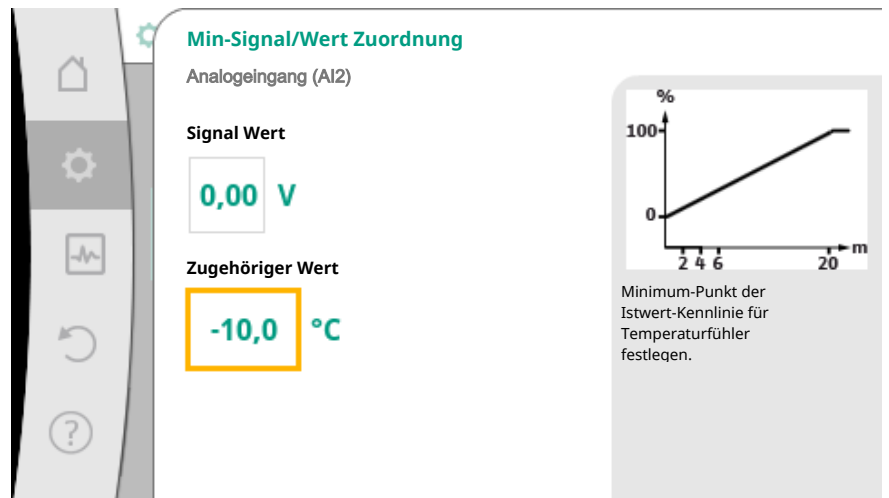 Min-Signal/Wert Zuordnung
Analogeingang (AI2)
Signal Wert
0,00 V
Zugehöriger Wert
-10,0 °C
%
100
0
2 4 6 20 m
Minimum-Punkt der
Istwert-Kennlinie für
Temperaturfühler
festlegen.
?